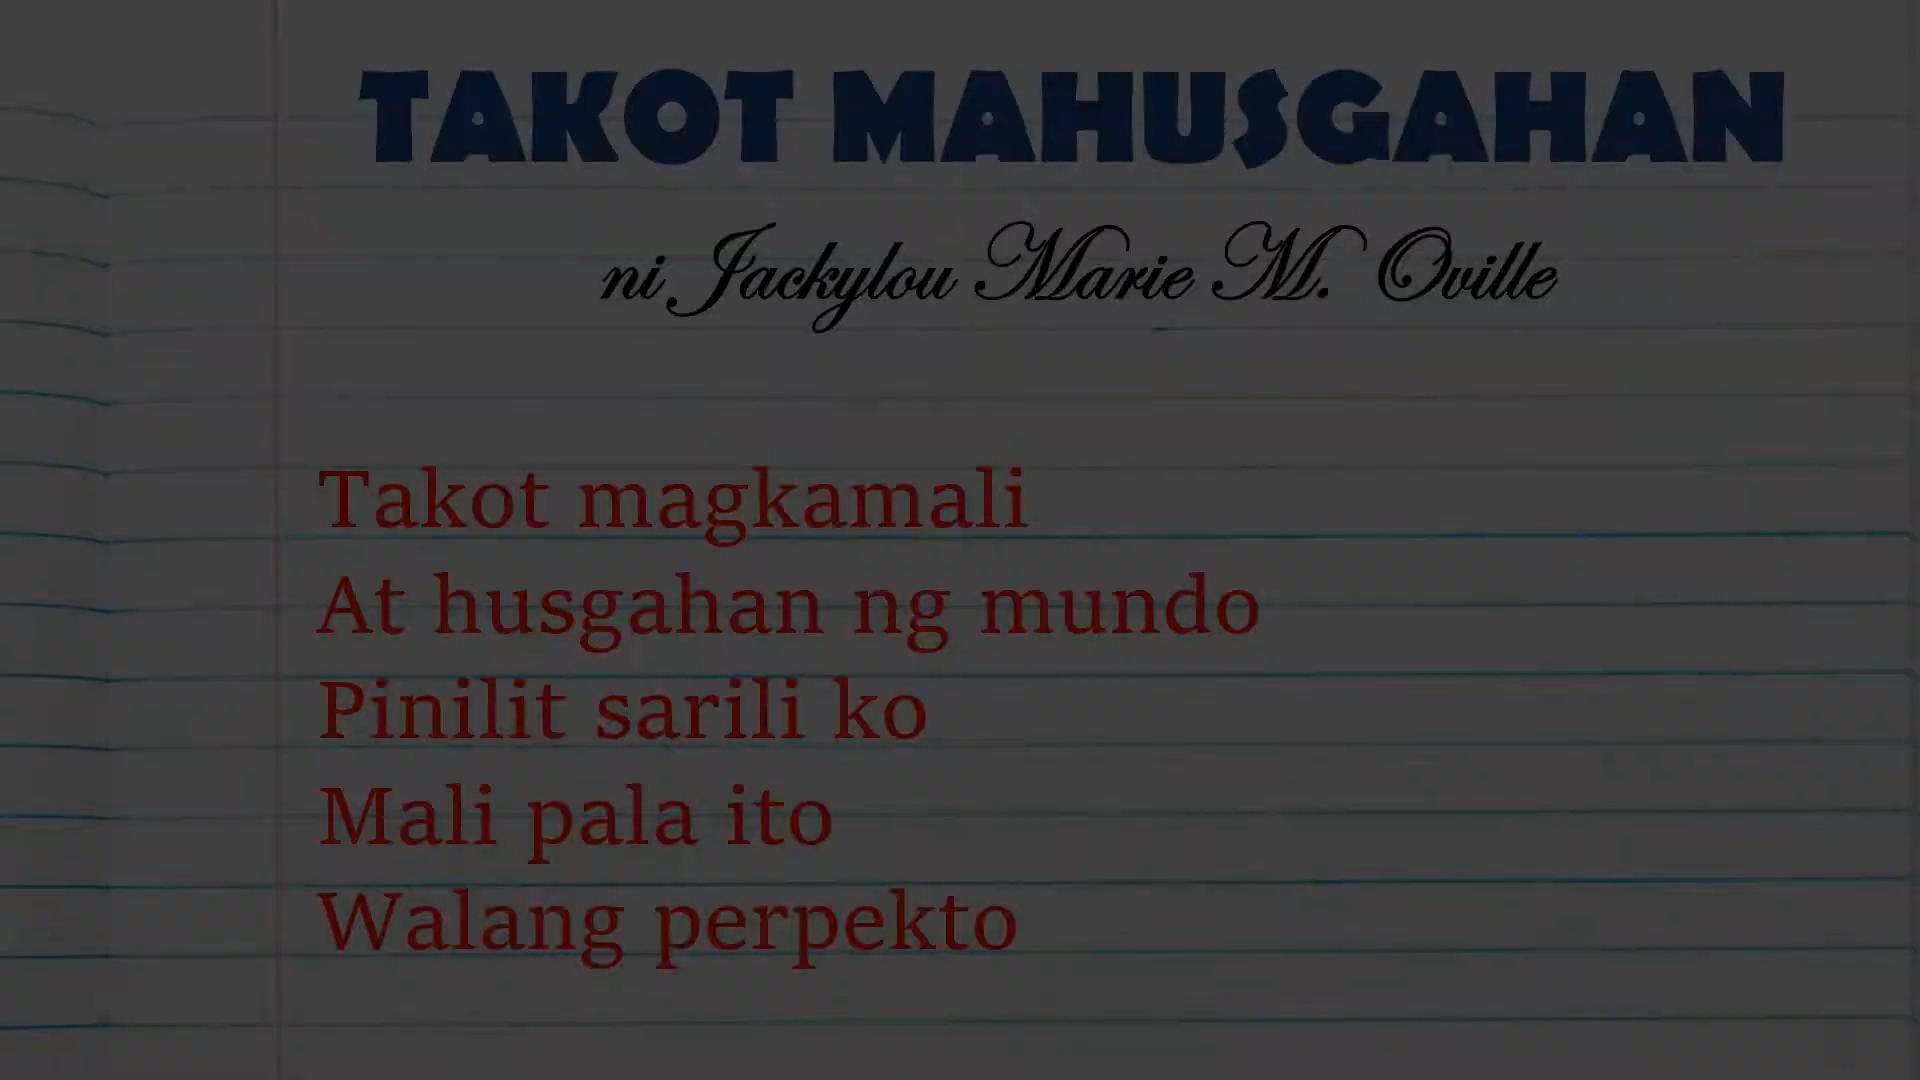 TAKOT MAHUSGAHAN
ni Jackylou Marie M. Oville
Takot magkamali
At husgahan ng mundo
Pinilit sarili ko
Mali pala ito
Walang perpekto